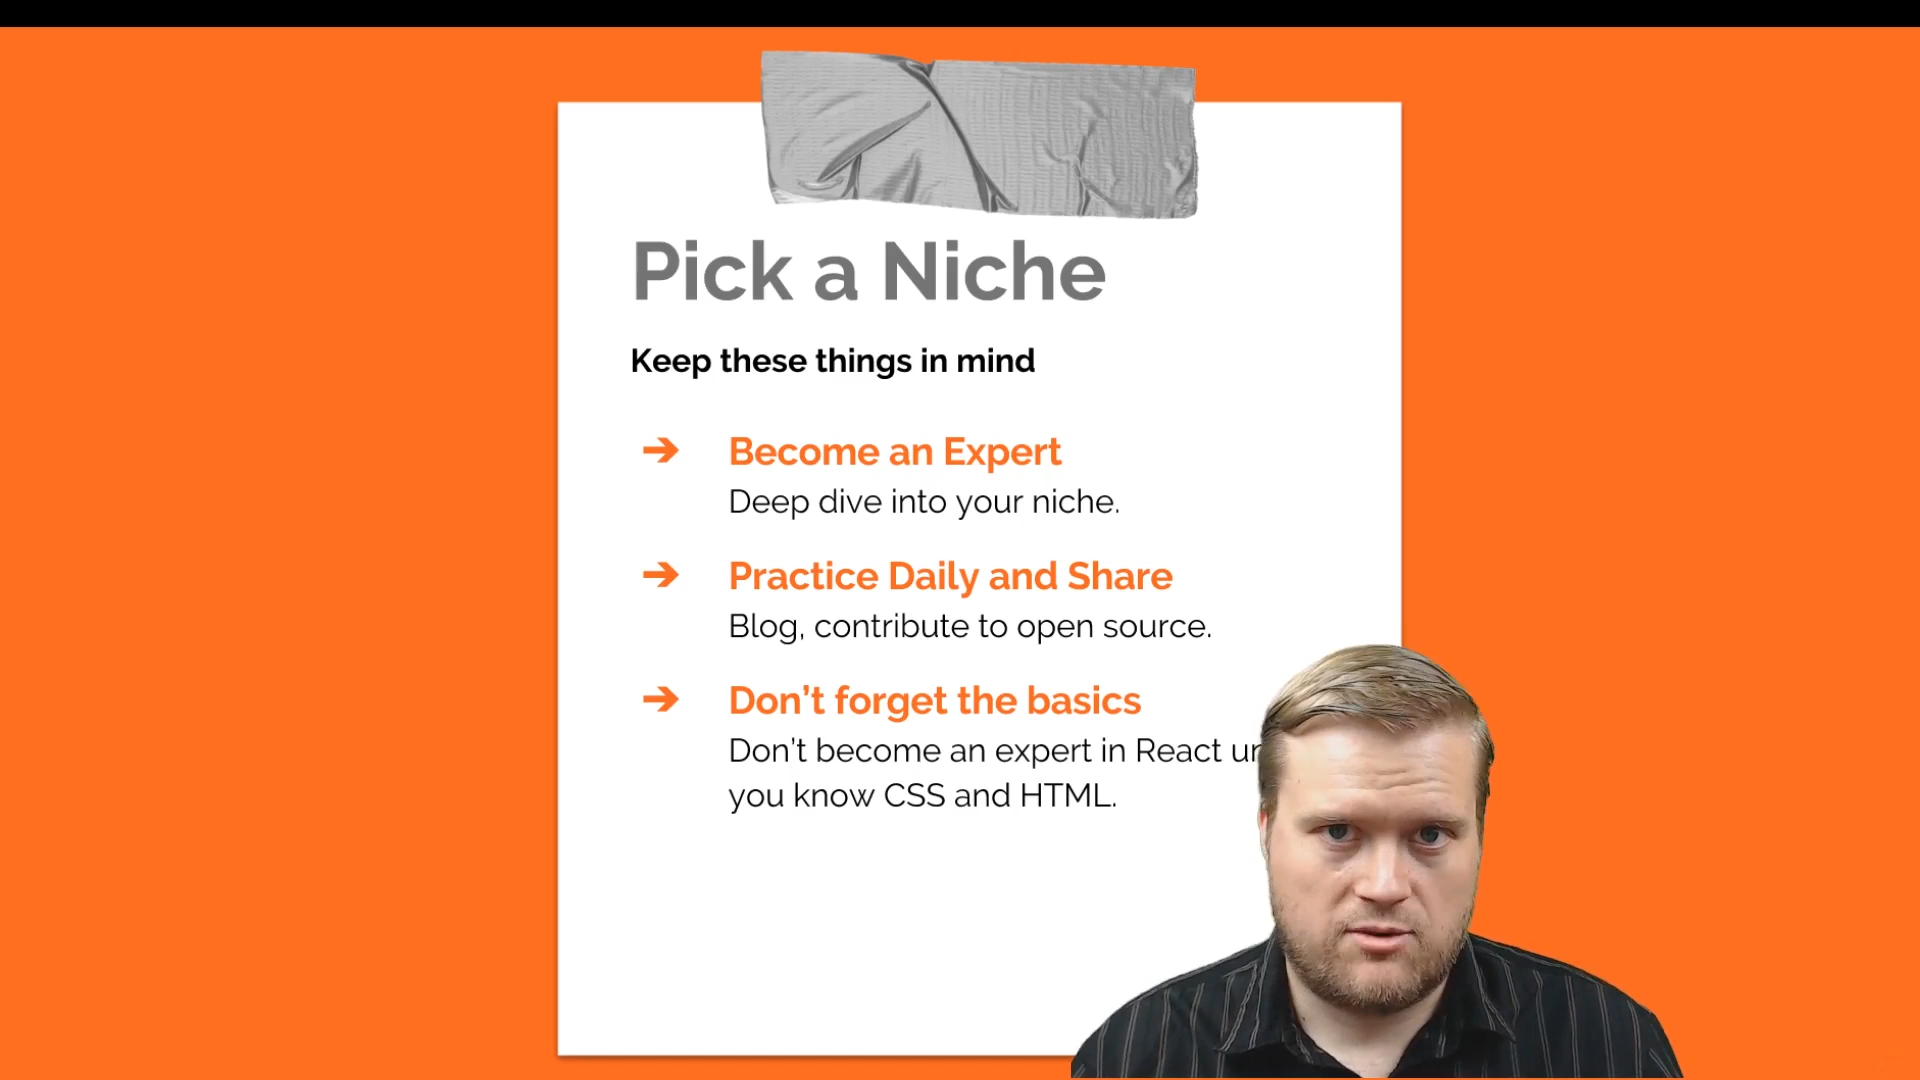 Pick a Niche
Keep these things in mind
➔ Become an Expert
Deep dive into your niche.
➔ Practice Daily and Share
Blog, contribute to open source.
➔ Don’t forget the basics
Don’t become an expert in React
you know CSS and HTML.